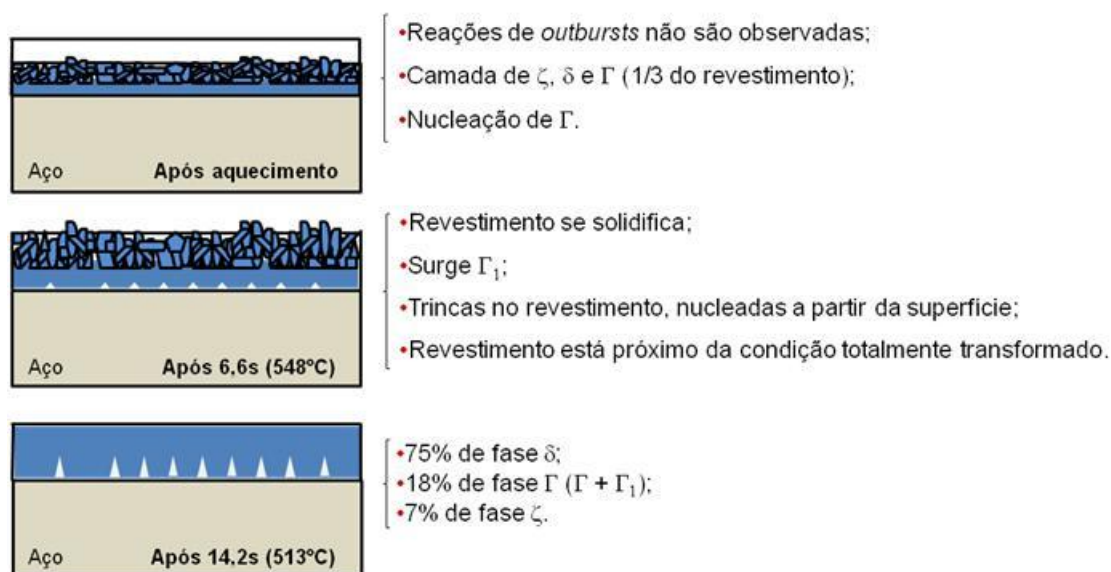 •Reações de outbursts não são observadas;
•Camada de ζ, δ e Γ (1/3 do revestimento);
•Nucleação de Γ.
Aço Após aquecimento
•Revestimento se solidifica;
•Surge Γ₁;
•Trincas no revestimento, nucleadas a partir da superfície;
•Revestimento está próximo da condição totalmente transformado.
Aço Após 6,6s (548ºC)
•75% de fase δ;
•18% de fase Γ (Γ + Γ₁);
•7% de fase ζ.
Aço Após 14,2s (513ºC)